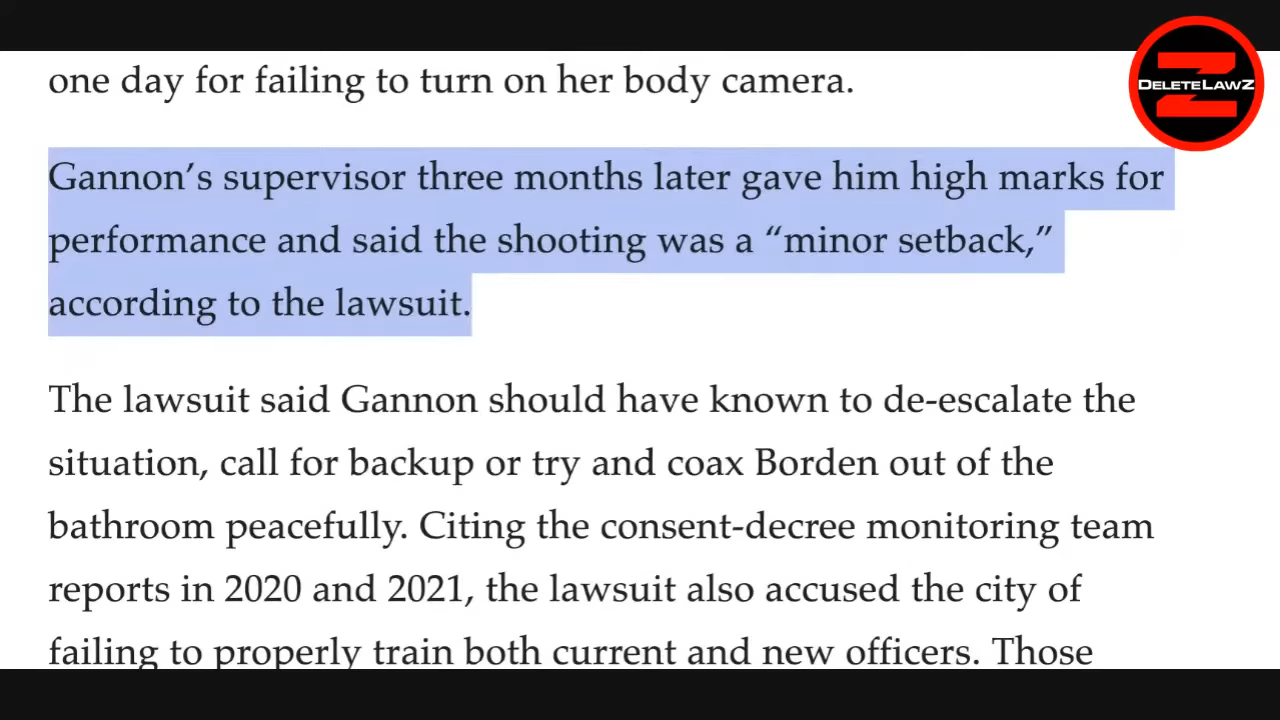 one day for failing to turn on her body camera.
DELETELAWZ
Gannon’s supervisor three months later gave him high marks for
performance and said the shooting was a “minor setback,”
according to the lawsuit.
The lawsuit said Gannon should have known to de-escalate the
situation, call for backup or try and coax Borden out of the
bathroom peacefully. Citing the consent-decree monitoring team
reports in 2020 and 2021, the lawsuit also accused the city of
failing to properly train both current and new officers. Those